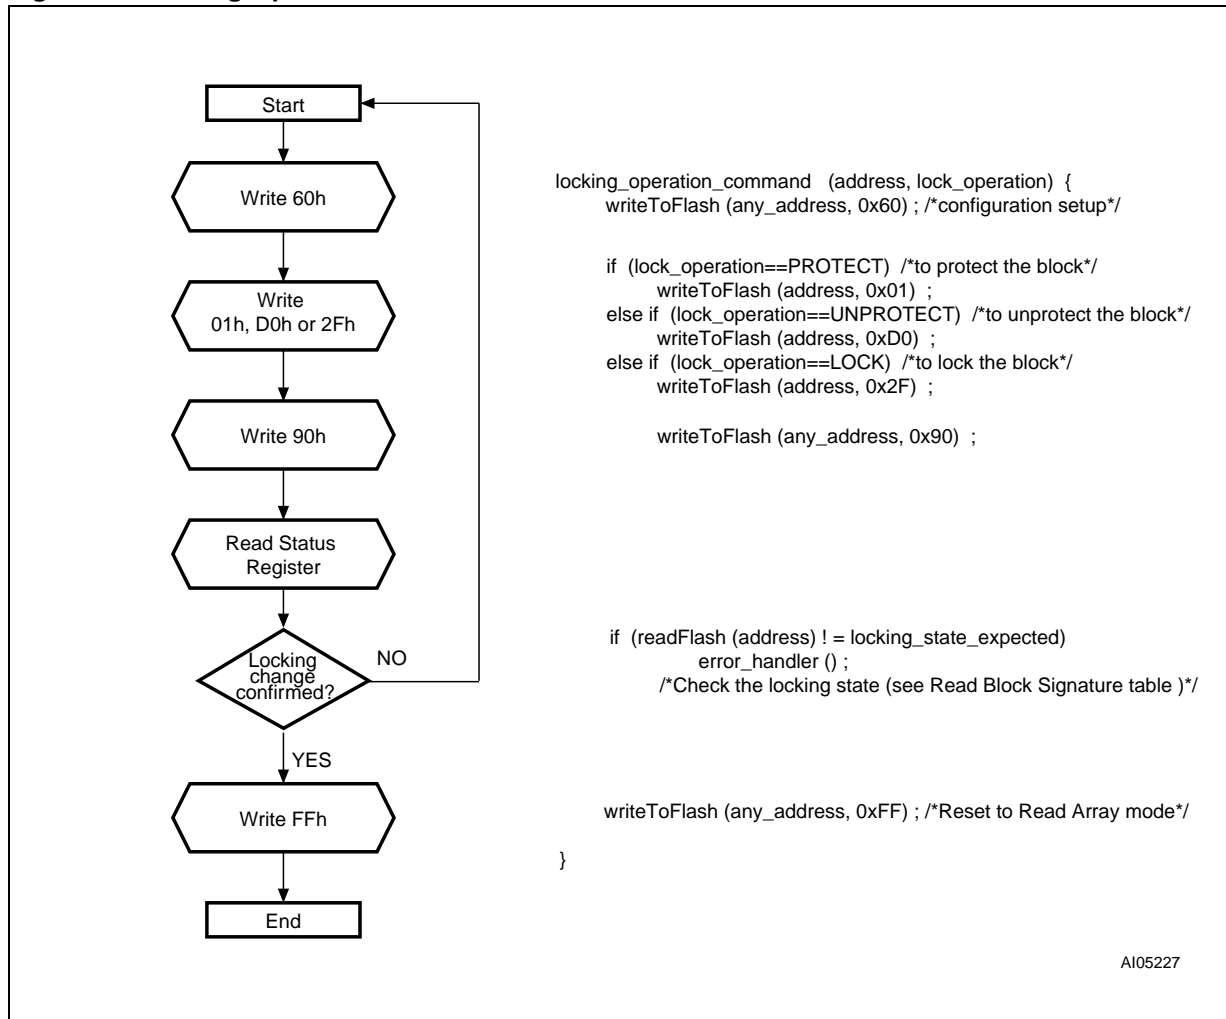 Start
Write 60h
Write
01h, D0h or 2Fh
Write 90h
Read Status
Register
Locking
change
confirmed?
NO
YES
Write FFh
End
locking_operation_command (address, lock_operation) {
writeToFlash (any_address, 0x60) ; /*configuration setup*/
if (lock_operation==PROTECT) /*to protect the block*/
writeToFlash (address, 0x01) ;
else if (lock_operation==UNPROTECT) /*to unprotect the block*/
writeToFlash (address, 0xD0) ;
else if (lock_operation==LOCK) /*to lock the block*/
writeToFlash (address, 0x2F) ;
writeToFlash (any_address, 0x90) ;
if (readFlash (address) ! = locking_state_expected)
error_handler () ;
/*Check the locking state (see Read Block Signature table )*/
writeToFlash (any_address, 0xFF) ; /*Reset to Read Array mode*/
}
AI05227